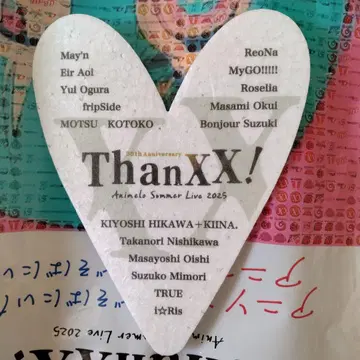 May'n
Eir Aoi
Yui Ogura
fripSide
MOTSU KOTOKO
ReoNa
MyGO!!!!!
Roselia
Masami Okui
Bonjour Suzuki
20th Anniversary
ThanXX!
Animelo Summer Live 2025
KIYOSHI HIKAWA+KIINA.
Takanori Nishikawa
Masayoshi Oishi
Suzuko Mimori
TRUE
i☆Ris